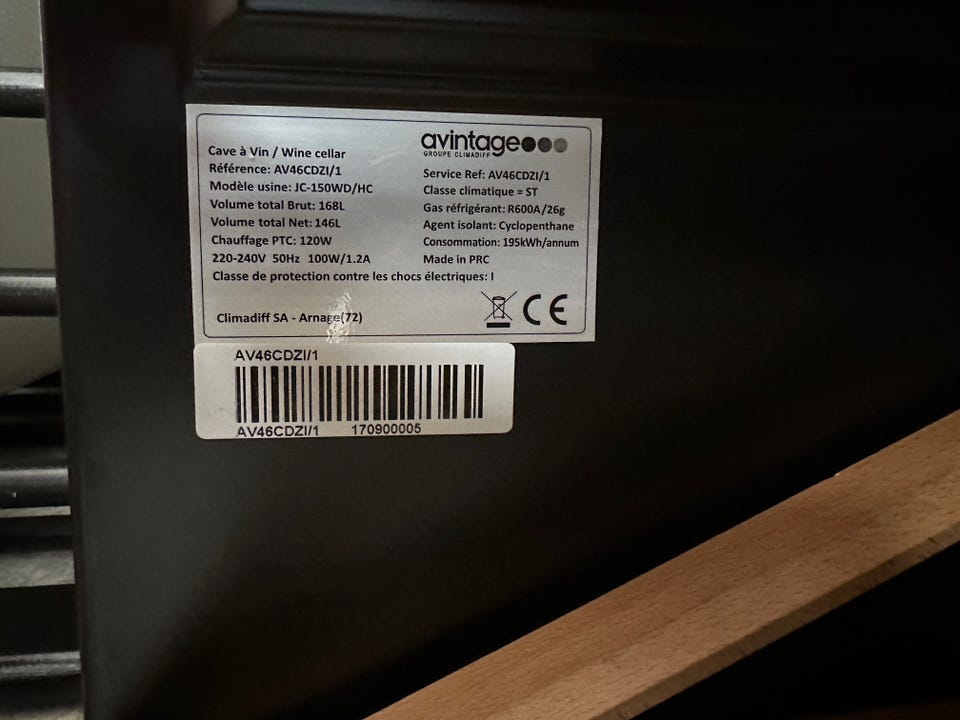 avintage
GROUPE CLIMADIFF
Cave à Vin / Wine cellar
Référence: AV46CDZI/1
Modèle usine: JC-150WD/HC
Volume total Brut: 168L
Volume total Net: 146L
Chauffage PTC: 120W
220-240V 50Hz 100W/1.2A
Classe de protection contre les chocs électriques: I
Service Ref: AV46CDZI/1
Classe climatique = ST
Gas réfrigérant: R600A/26g
Agent isolant: Cyclopenthane
Consommation: 195kWh/annum
Made in PRC
Climadiff SA - Arnage(72)
CE
AV46CDZI/1
AV46CDZI/1 170900005